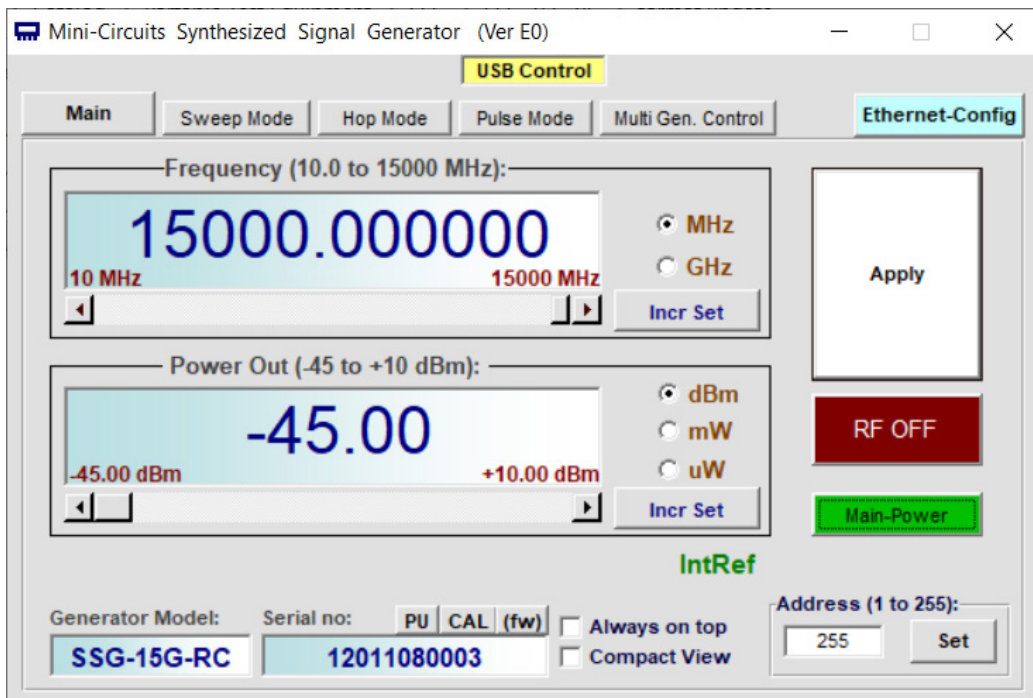 Mini-Circuits Synthesized Signal Generator (Ver E0)
USB Control
Main
Sweep Mode
Hop Mode
Pulse Mode
Multi Gen. Control
Ethernet-Config
Frequency (10.0 to 15000 MHz):
15000.000000
10 MHz
15000 MHz
MHz
GHz
Incr Set
Apply
Power Out (-45 to +10 dBm):
-45.00
-45.00 dBm
+10.00 dBm
dBm
mW
uW
Incr Set
RF OFF
Main-Power
IntRef
Generator Model:
SSG-15G-RC
Serial no:
PU
CAL
(fw)
12011080003
Always on top
Compact View
Address (1 to 255):
255
Set